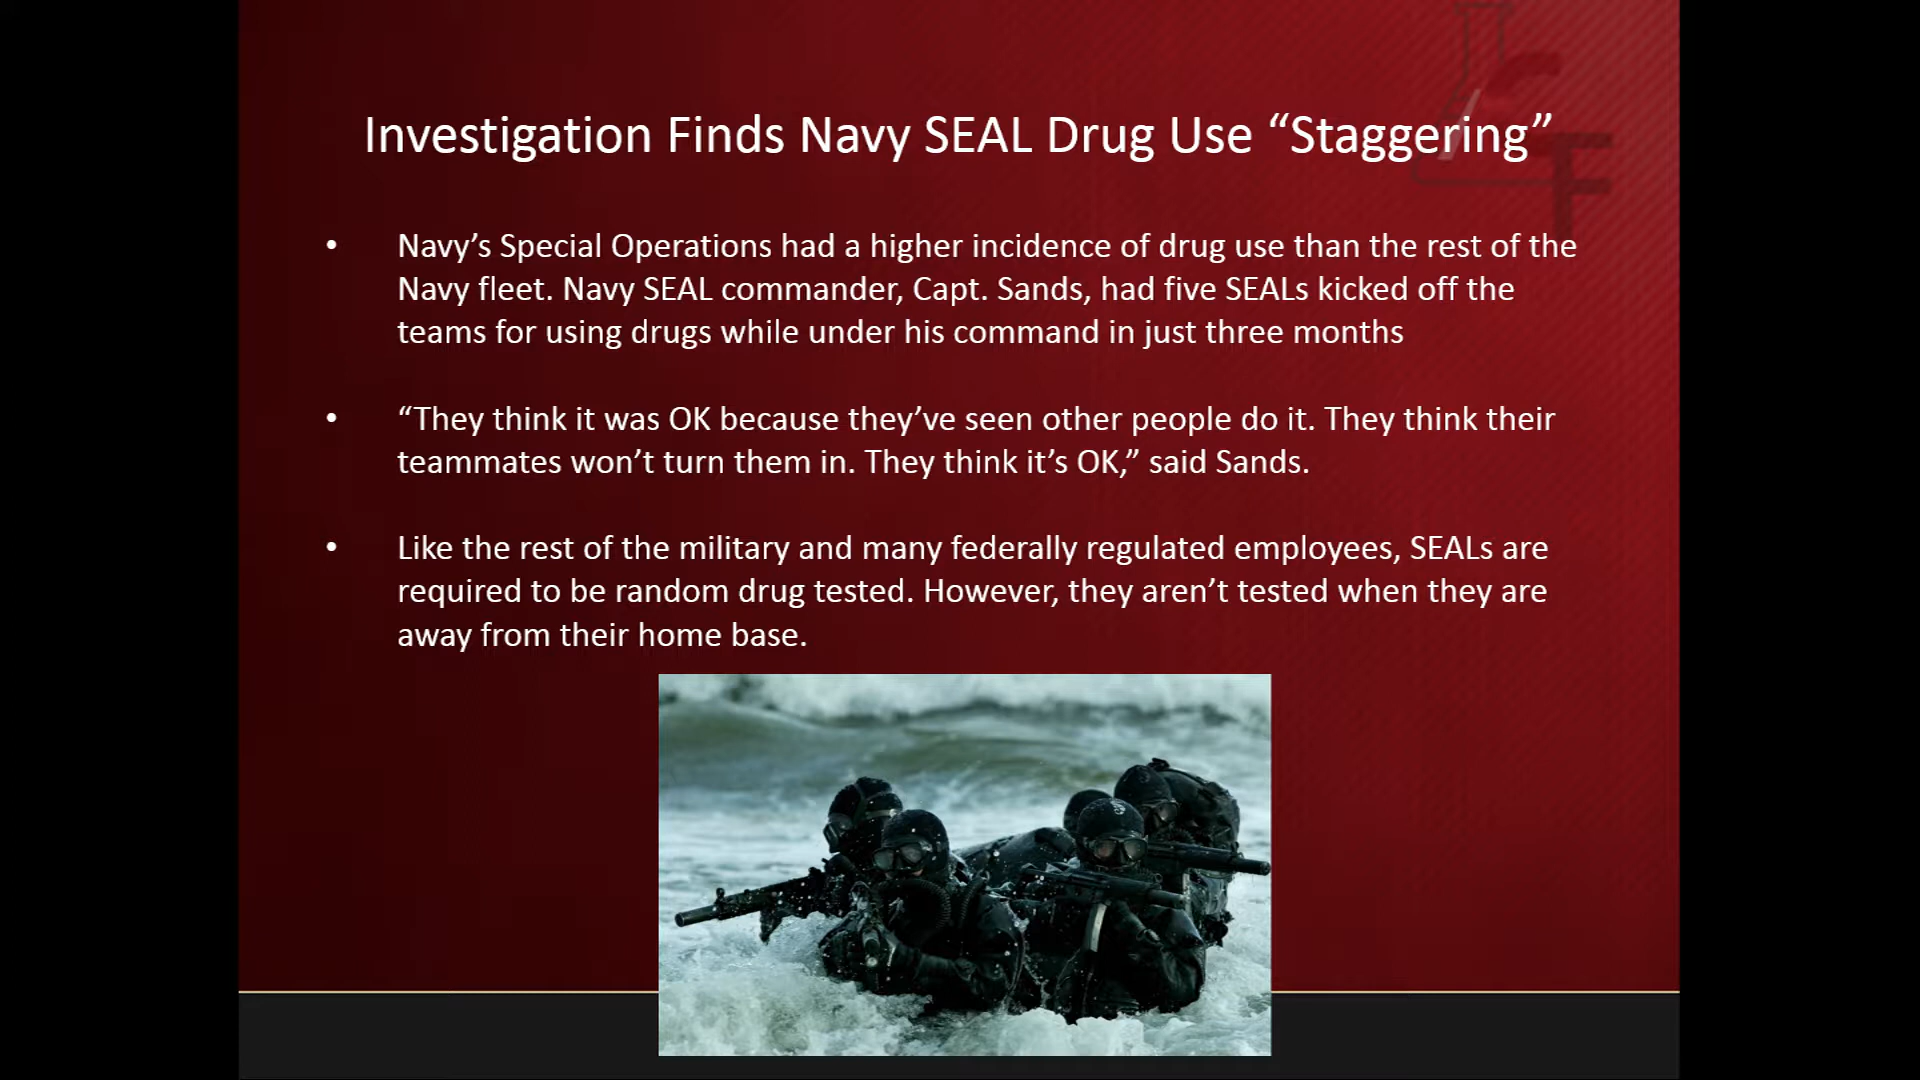 Investigation Finds Navy SEAL Drug Use “Staggering”
• Navy’s Special Operations had a higher incidence of drug use than the rest of the
Navy fleet. Navy SEAL commander, Capt. Sands, had five SEALs kicked off the
teams for using drugs while under his command in just three months
• “They think it was OK because they’ve seen other people do it. They think their
teammates won’t turn them in. They think it’s OK,” said Sands.
• Like the rest of the military and many federally regulated employees, SEALs are
required to be random drug tested. However, they aren’t tested when they are
away from their home base.